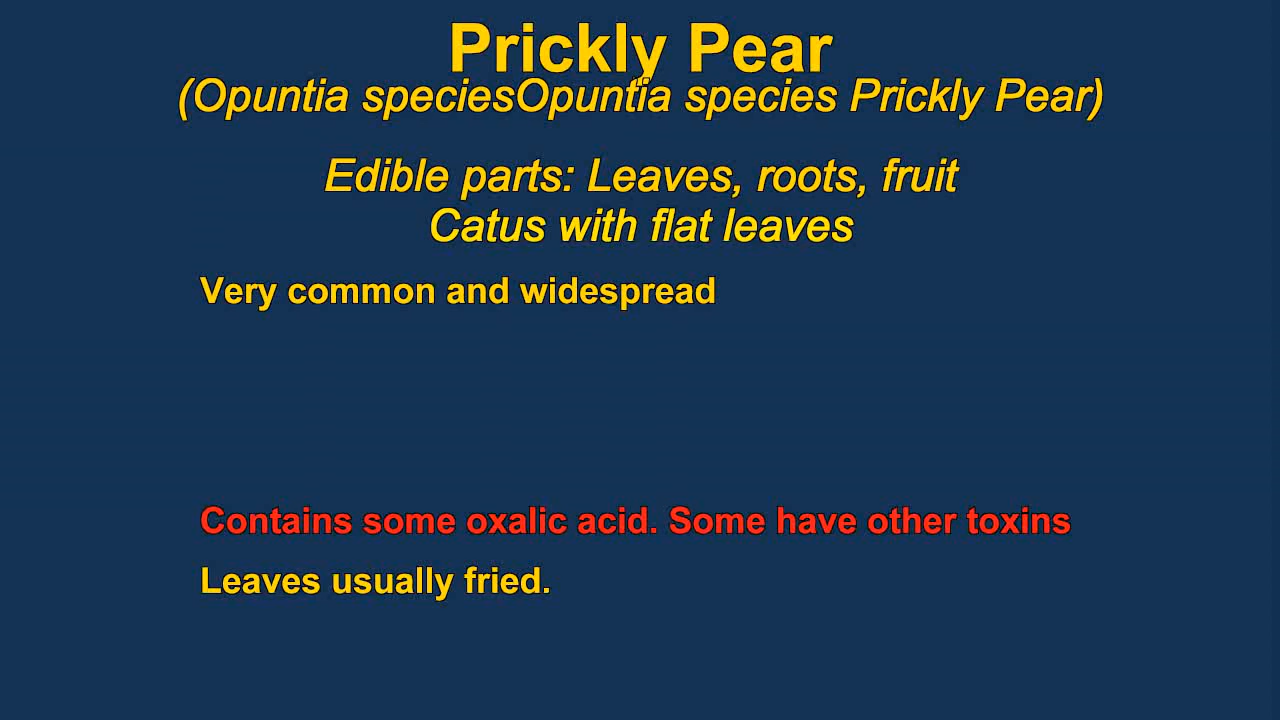 Prickly Pear
(Opuntia speciesOpuntia species Prickly Pear)
Edible parts: Leaves, roots, fruit
Catus with flat leaves
Very common and widespread
Contains some oxalic acid. Some have other toxins
Leaves usually fried.